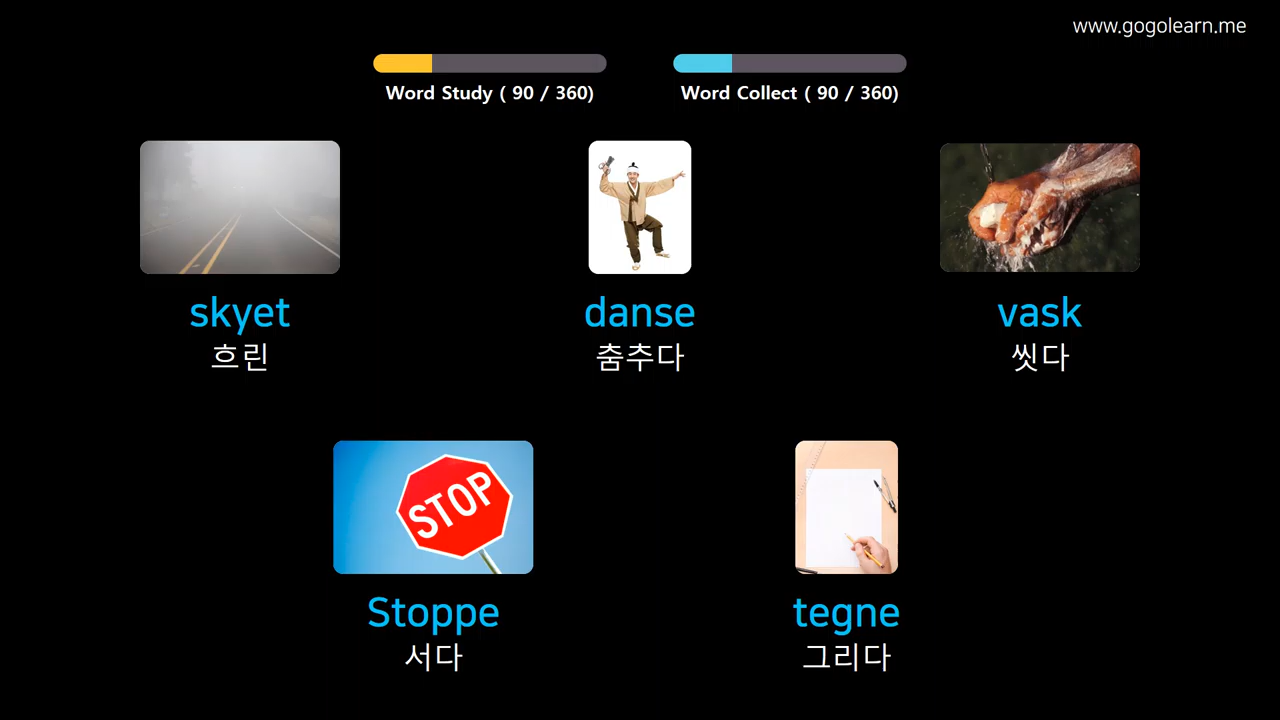 www.gogolearn.me
Word Study ( 90 / 360)
Word Collect ( 90 / 360)
skyet
흐린
danse
춤추다
vask
씻다
STOP
Stoppe
서다
tegne
그리다